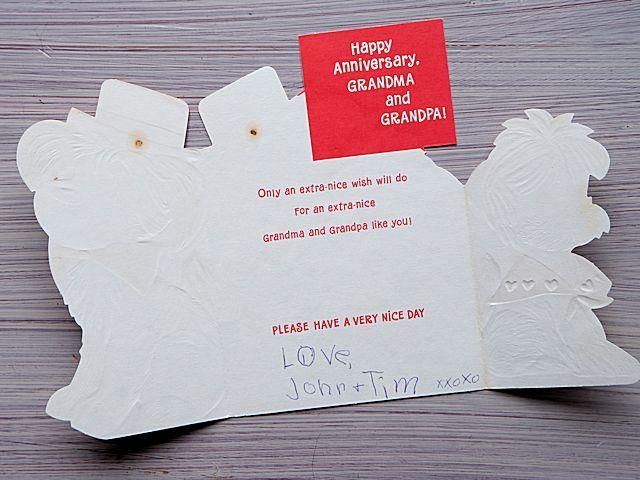 Happy
Anniversary,
GRANDMA
and
GRANDPA!
Only an extra-nice wish will do
For an extra-nice
Grandma and Grandpa like you!
PLEASE HAVE A VERY NICE DAY
LOVE,
John + Tim xxoxo